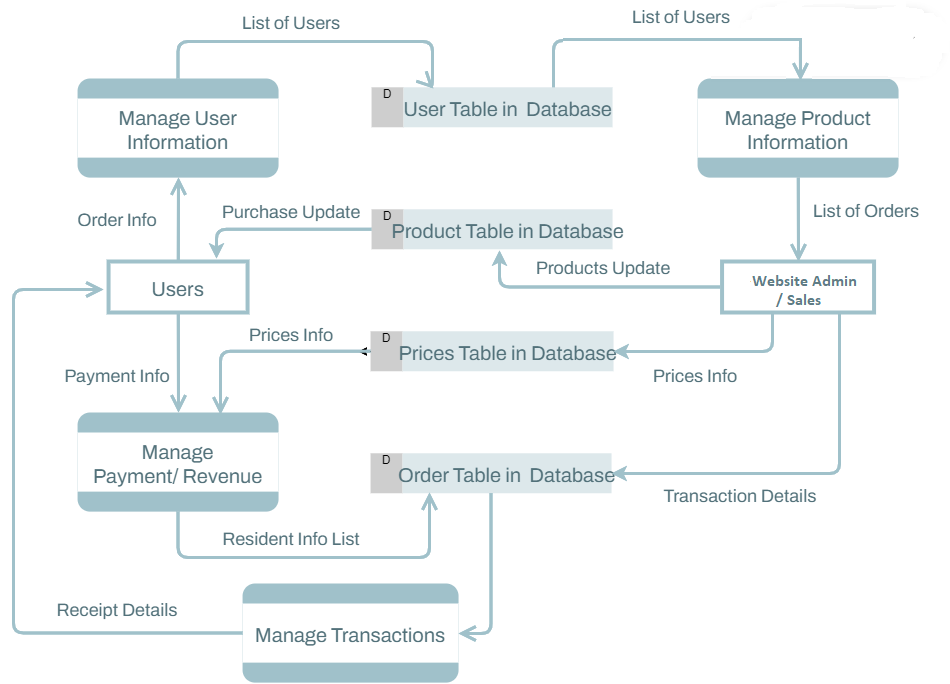 List of Users
List of Users
D
User Table in Database
Manage User
Information
Manage Product
Information
Order Info
Purchase Update
D
Product Table in Database
List of Orders
Products Update
Users
Website Admin
/ Sales
Prices Info
D
Prices Table in Database
Payment Info
Prices Info
Manage
Payment/ Revenue
D
Order Table in Database
Transaction Details
Resident Info List
Receipt Details
Manage Transactions